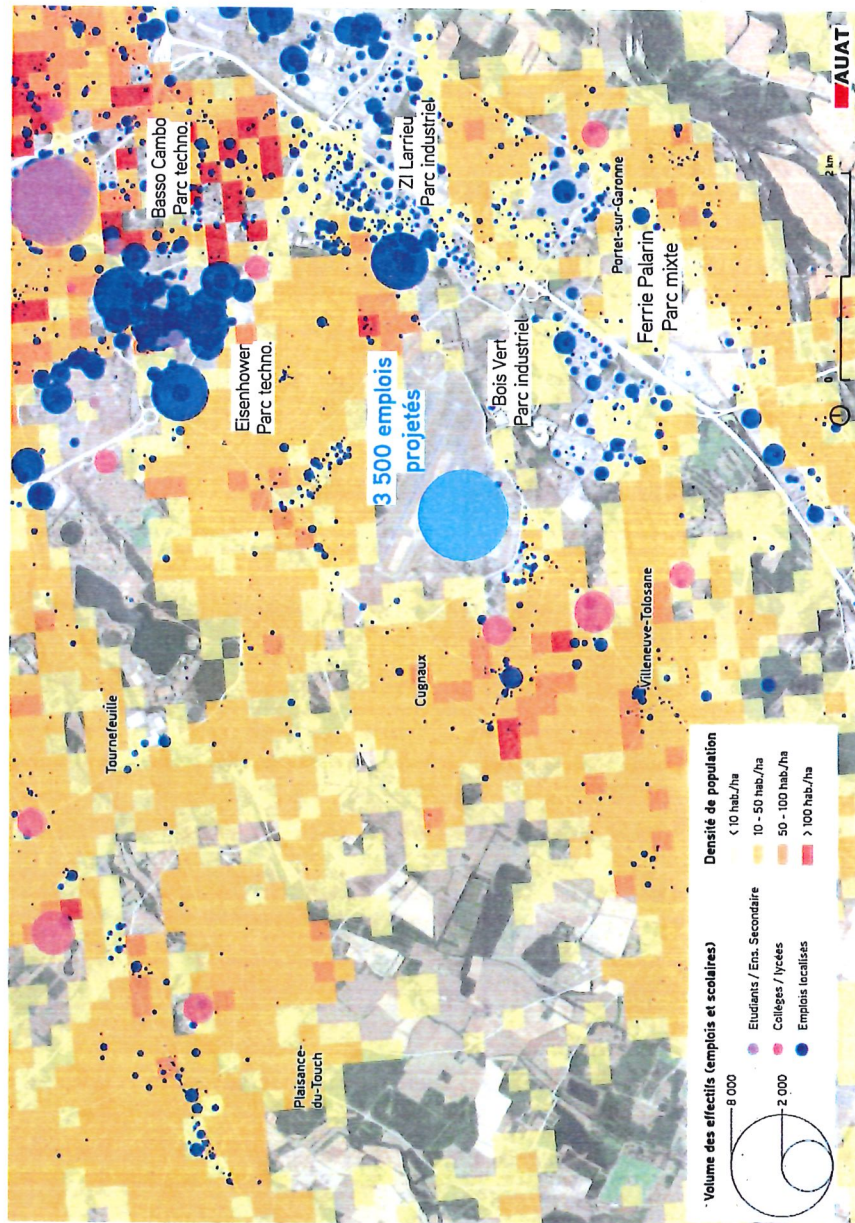 Basso Cambo
Parc techno.
Eisenhower
Parc techno.
ZI Larrieu
Parc industriel
3 500 emplois
projetés
Bois Vert
Parc industriel
Portet-sur-Garonne
Ferrie Palarin
Parc mixte
Tournefeuille
Cugnaux
Villeneuve-Tolosane
Plaisance-
du-Touch
Volume des effectifs (emplois et scolaires)
8 000
2 000
Etudiants / Ens. Secondaire
Collèges / lycées
Emplois localisés
Densité de population
< 10 hab./ha
10 - 50 hab./ha
50 - 100 hab./ha
> 100 hab./ha
0
1
2 km
AUAT